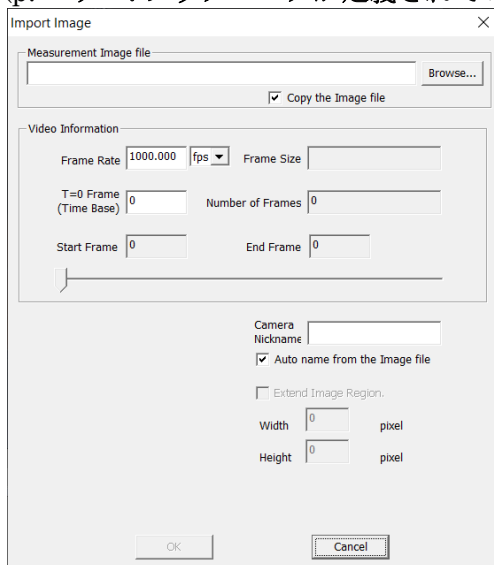 Import Image
Measurement Image file
Browse...
Copy the Image file
Video Information
Frame Rate 1000.000 fps Frame Size
T=0 Frame
(Time Base) 0 Number of Frames 0
Start Frame 0 End Frame 0
Camera
Nickname
Auto name from the Image file
Extend Image Region.
Width 0 pixel
Height 0 pixel
OK Cancel